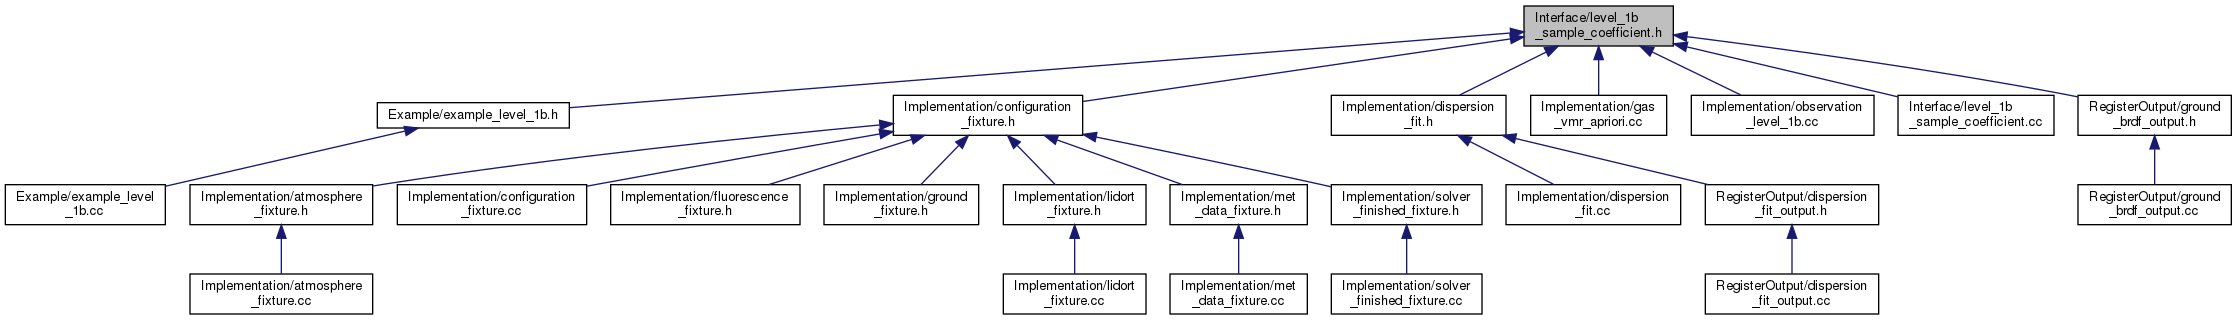 Interface/level_1b
_sample_coefficient.h
Example/example_level_1b.h
Implementation/configuration
_fixture.h
Implementation/dispersion
_fit.h
Implementation/gas
_vmr_apriori.cc
Implementation/observation
_level_1b.cc
Interface/level_1b
_sample_coefficient.cc
RegisterOutput/ground
_brdf_output.h
Example/example_level
_1b.cc
Implementation/atmosphere
_fixture.h
Implementation/configuration
_fixture.cc
Implementation/fluorescence
_fixture.h
Implementation/ground
_fixture.h
Implementation/lidort
_fixture.h
Implementation/met
_data_fixture.h
Implementation/solver
_finished_fixture.h
Implementation/dispersion
_fit.cc
RegisterOutput/dispersion
_fit_output.h
RegisterOutput/ground
_brdf_output.cc
Implementation/atmosphere
_fixture.cc
Implementation/lidort
_fixture.cc
Implementation/met
_data_fixture.cc
Implementation/solver
_finished_fixture.cc
RegisterOutput/dispersion
_fit_output.cc